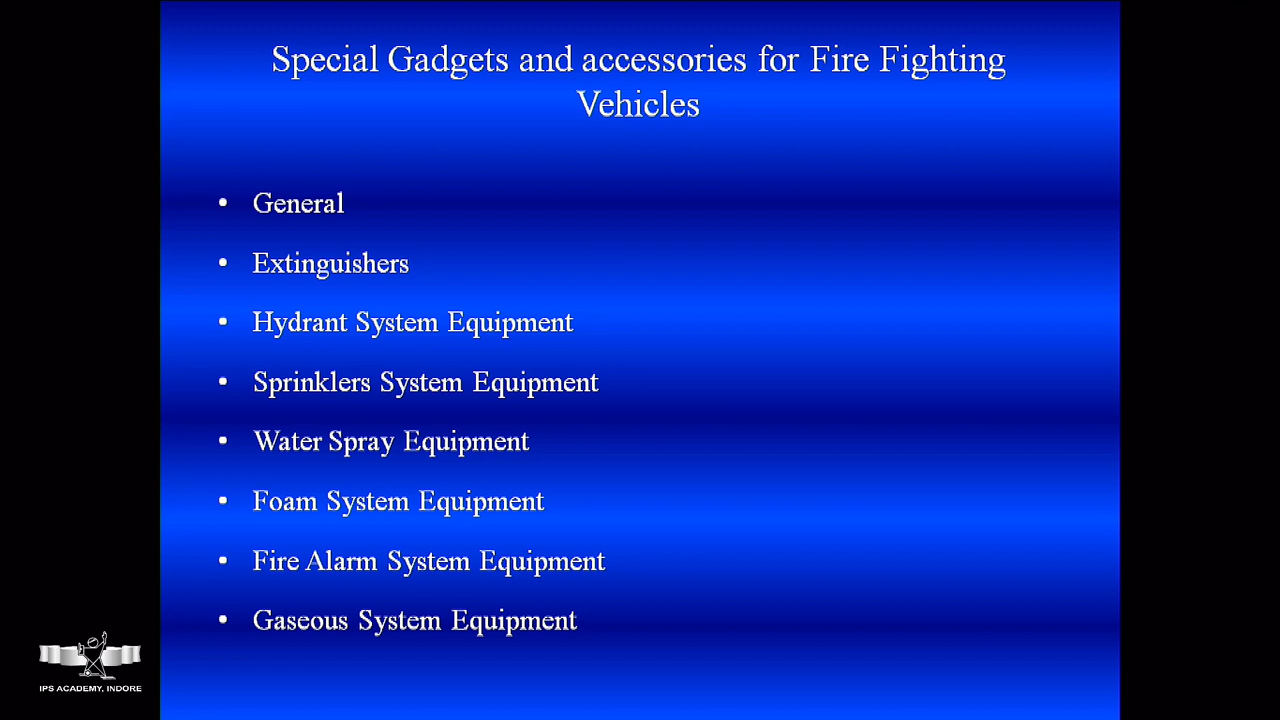 Special Gadgets and accessories for Fire Fighting
Vehicles
• General
• Extinguishers
• Hydrant System Equipment
• Sprinklers System Equipment
• Water Spray Equipment
• Foam System Equipment
• Fire Alarm System Equipment
• Gaseous System Equipment
IPS ACADEMY, INDORE